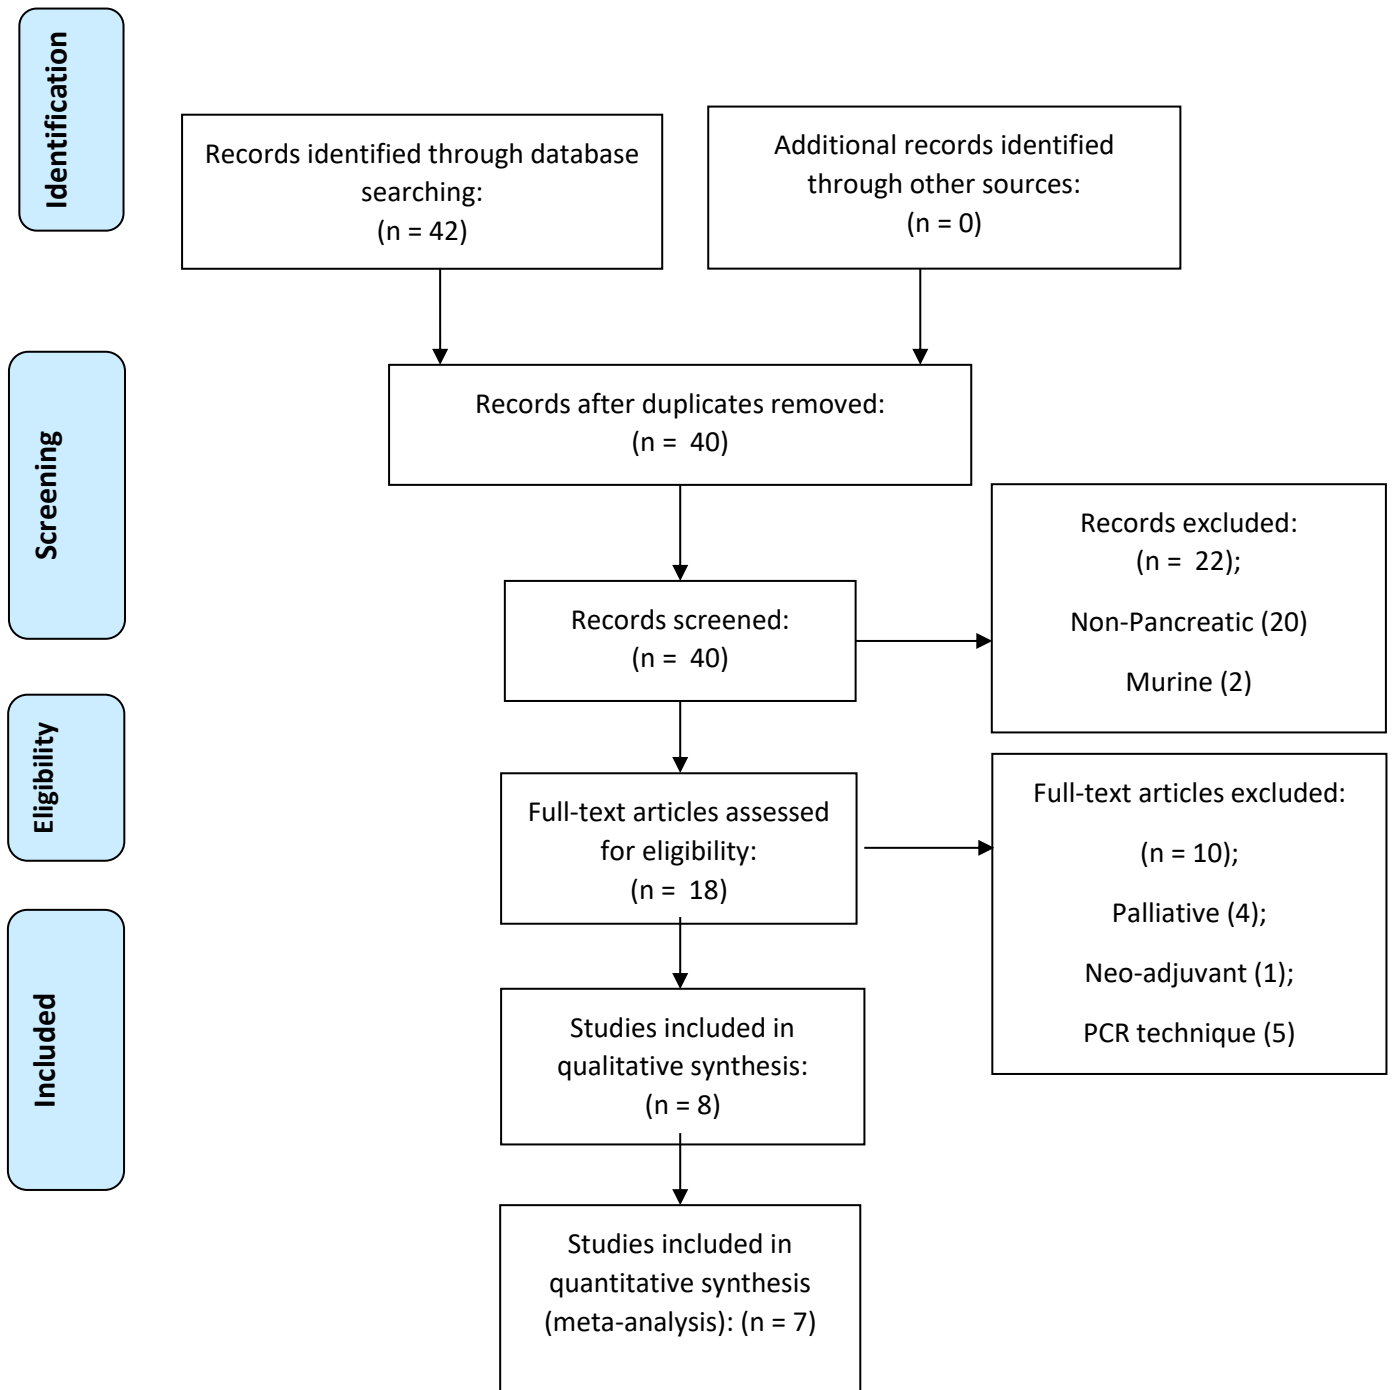 Identification
Records identified through database
searching:
(n = 42)
Additional records identified
through other sources:
(n = 0)
Screening
Records after duplicates removed:
(n = 40)
Records screened:
(n = 40)
Records excluded:
(n = 22);
Non-Pancreatic (20)
Murine (2)
Eligibility
Full-text articles assessed
for eligibility:
(n = 18)
Full-text articles excluded:
(n = 10);
Palliative (4);
Neo-adjuvant (1);
PCR technique (5)
Included
Studies included in
qualitative synthesis:
(n = 8)
Studies included in
quantitative synthesis
(meta-analysis): (n = 7)